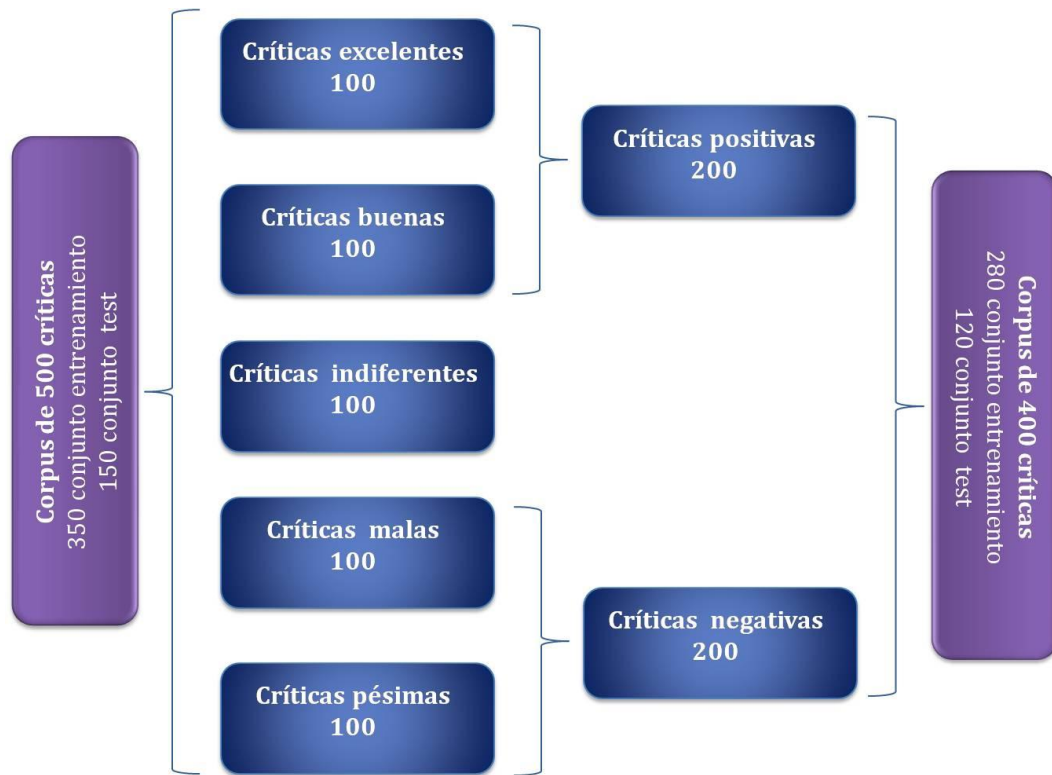 Corpus de 500 críticas
350 conjunto entrenamiento
150 conjunto test
Críticas excelentes
100
Críticas buenas
100
Críticas indiferentes
100
Críticas malas
100
Críticas pésimas
100
Críticas positivas
200
Críticas negativas
200
Corpus de 400 críticas
280 conjunto entrenamiento
120 conjunto test